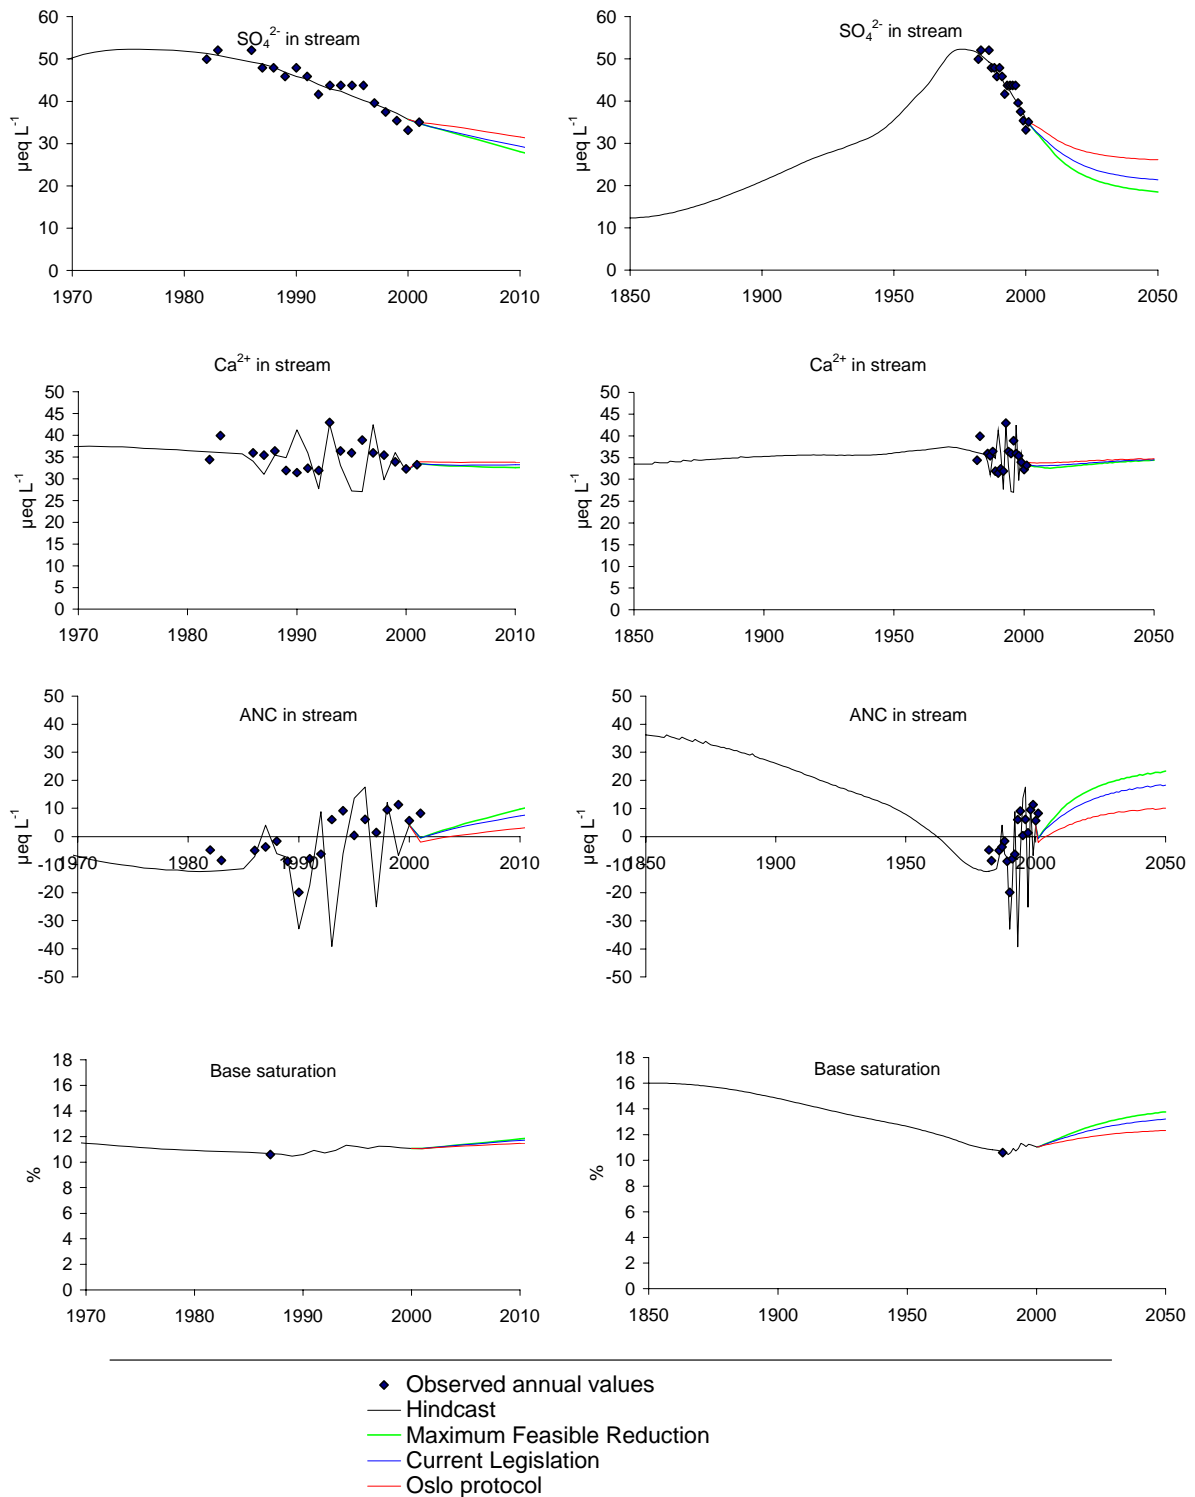 SO₄²⁻ in stream
60
50
40
30
20
10
0
µeq L⁻¹
1970 1980 1990 2000 2010
SO₄²⁻ in stream
60
50
40
30
20
10
0
µeq L⁻¹
1850 1900 1950 2000 2050
Ca²⁺ in stream
50
45
40
35
30
25
20
15
10
5
0
µeq L⁻¹
1970 1980 1990 2000 2010
Ca²⁺ in stream
50
45
40
35
30
25
20
15
10
5
0
µeq L⁻¹
1850 1900 1950 2000 2050
ANC in stream
50
40
30
20
10
0
-10
-20
-30
-40
-50
µeq L⁻¹
1970 1980 1990 2000 2010
ANC in stream
50
40
30
20
10
0
-10
-20
-30
-40
-50
µeq L⁻¹
1850 1900 1950 2000 2050
Base saturation
18
16
14
12
10
8
6
4
2
0
%
1970 1980 1990 2000 2010
Base saturation
18
16
14
12
10
8
6
4
2
0
%
1850 1900 1950 2000 2050
Observed annual values
Hindcast
Maximum Feasible Reduction
Current Legislation
Oslo protocol